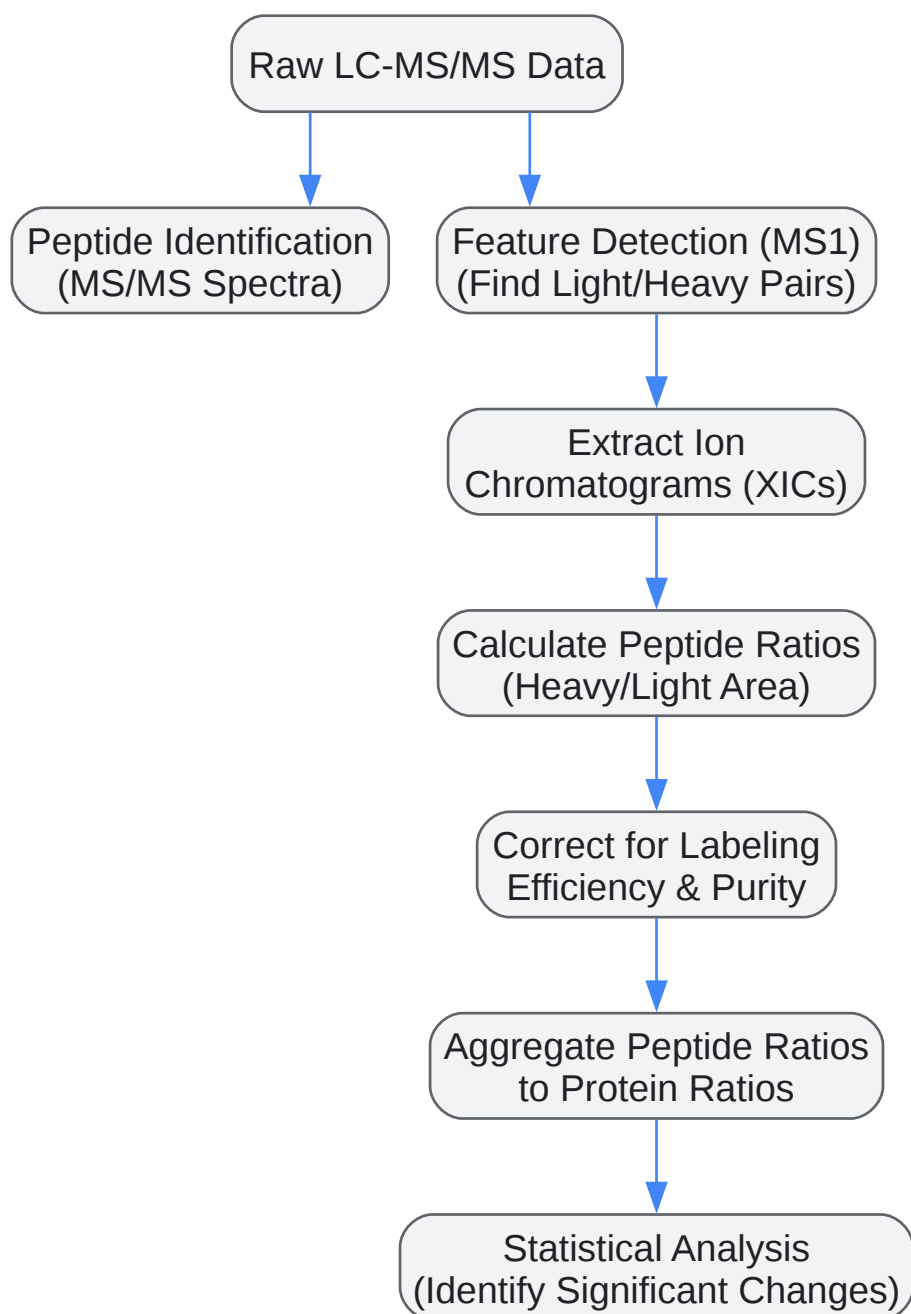 Raw LC-MS/MS Data
Peptide Identification
(MS/MS Spectra)
Feature Detection (MS1)
(Find Light/Heavy Pairs)
Extract Ion
Chromatograms (XICs)
Calculate Peptide Ratios
(Heavy/Light Area)
Correct for Labeling
Efficiency & Purity
Aggregate Peptide Ratios
to Protein Ratios
Statistical Analysis
(Identify Significant Changes)